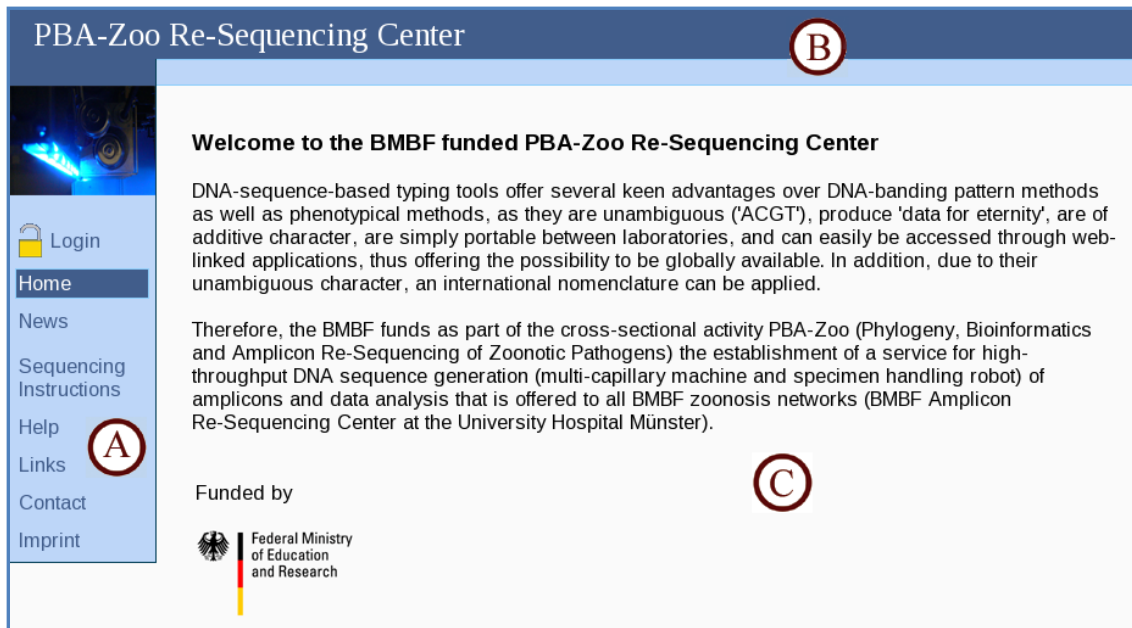 PBA-Zoo Re-Sequencing Center
B
Login
Home
News
Sequencing
Instructions
Help
A
Links
Contact
Imprint
Welcome to the BMBF funded PBA-Zoo Re-Sequencing Center
DNA-sequence-based typing tools offer several keen advantages over DNA-banding pattern methods
as well as phenotypical methods, as they are unambiguous ('ACGT'), produce 'data for eternity', are of
additive character, are simply portable between laboratories, and can easily be accessed through web-
linked applications, thus offering the possibility to be globally available. In addition, due to their
unambiguous character, an international nomenclature can be applied.
Therefore, the BMBF funds as part of the cross-sectional activity PBA-Zoo (Phylogeny, Bioinformatics
and Amplicon Re-Sequencing of Zoonotic Pathogens) the establishment of a service for high-
throughput DNA sequence generation (multi-capillary machine and specimen handling robot) of
amplicons and data analysis that is offered to all BMBF zoonosis networks (BMBF Amplicon
Re-Sequencing Center at the University Hospital Münster).
C
Funded by
Federal Ministry
of Education
and Research